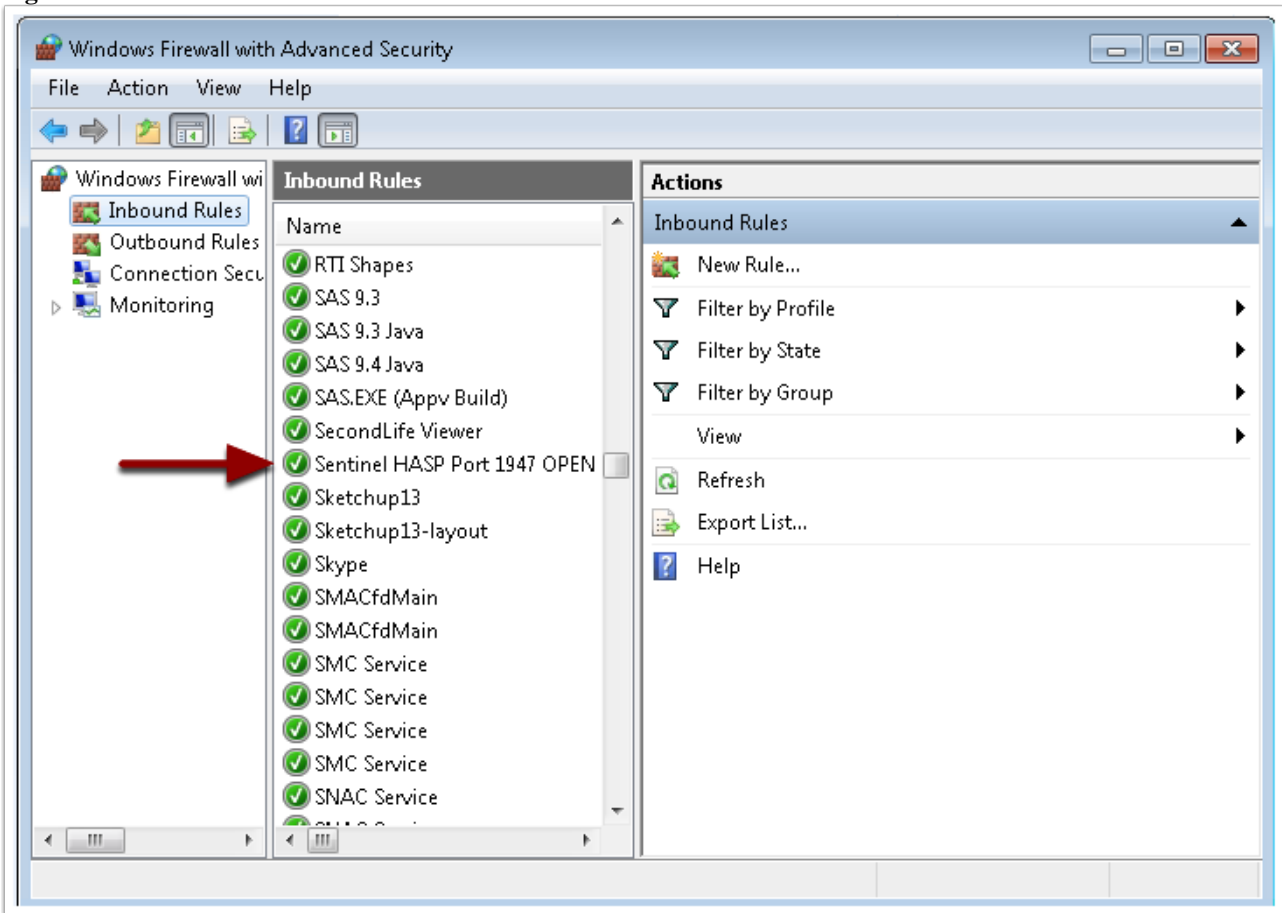 Windows Firewall with Advanced Security
File Action View Help
Windows Firewall wi
Inbound Rules
Outbound Rules
Connection Secu
Monitoring
Inbound Rules
Name
RTI Shapes
SAS 9.3
SAS 9.3 Java
SAS 9.4 Java
SAS.EXE (Appv Build)
SecondLife Viewer
Sentinel HASP Port 1947 OPEN
Sketchup13
Sketchup13-layout
Skype
SMACfdMain
SMACfdMain
SMC Service
SMC Service
SMC Service
SMC Service
SNAC Service
Actions
Inbound Rules
New Rule...
Filter by Profile
Filter by State
Filter by Group
View
Refresh
Export List...
Help